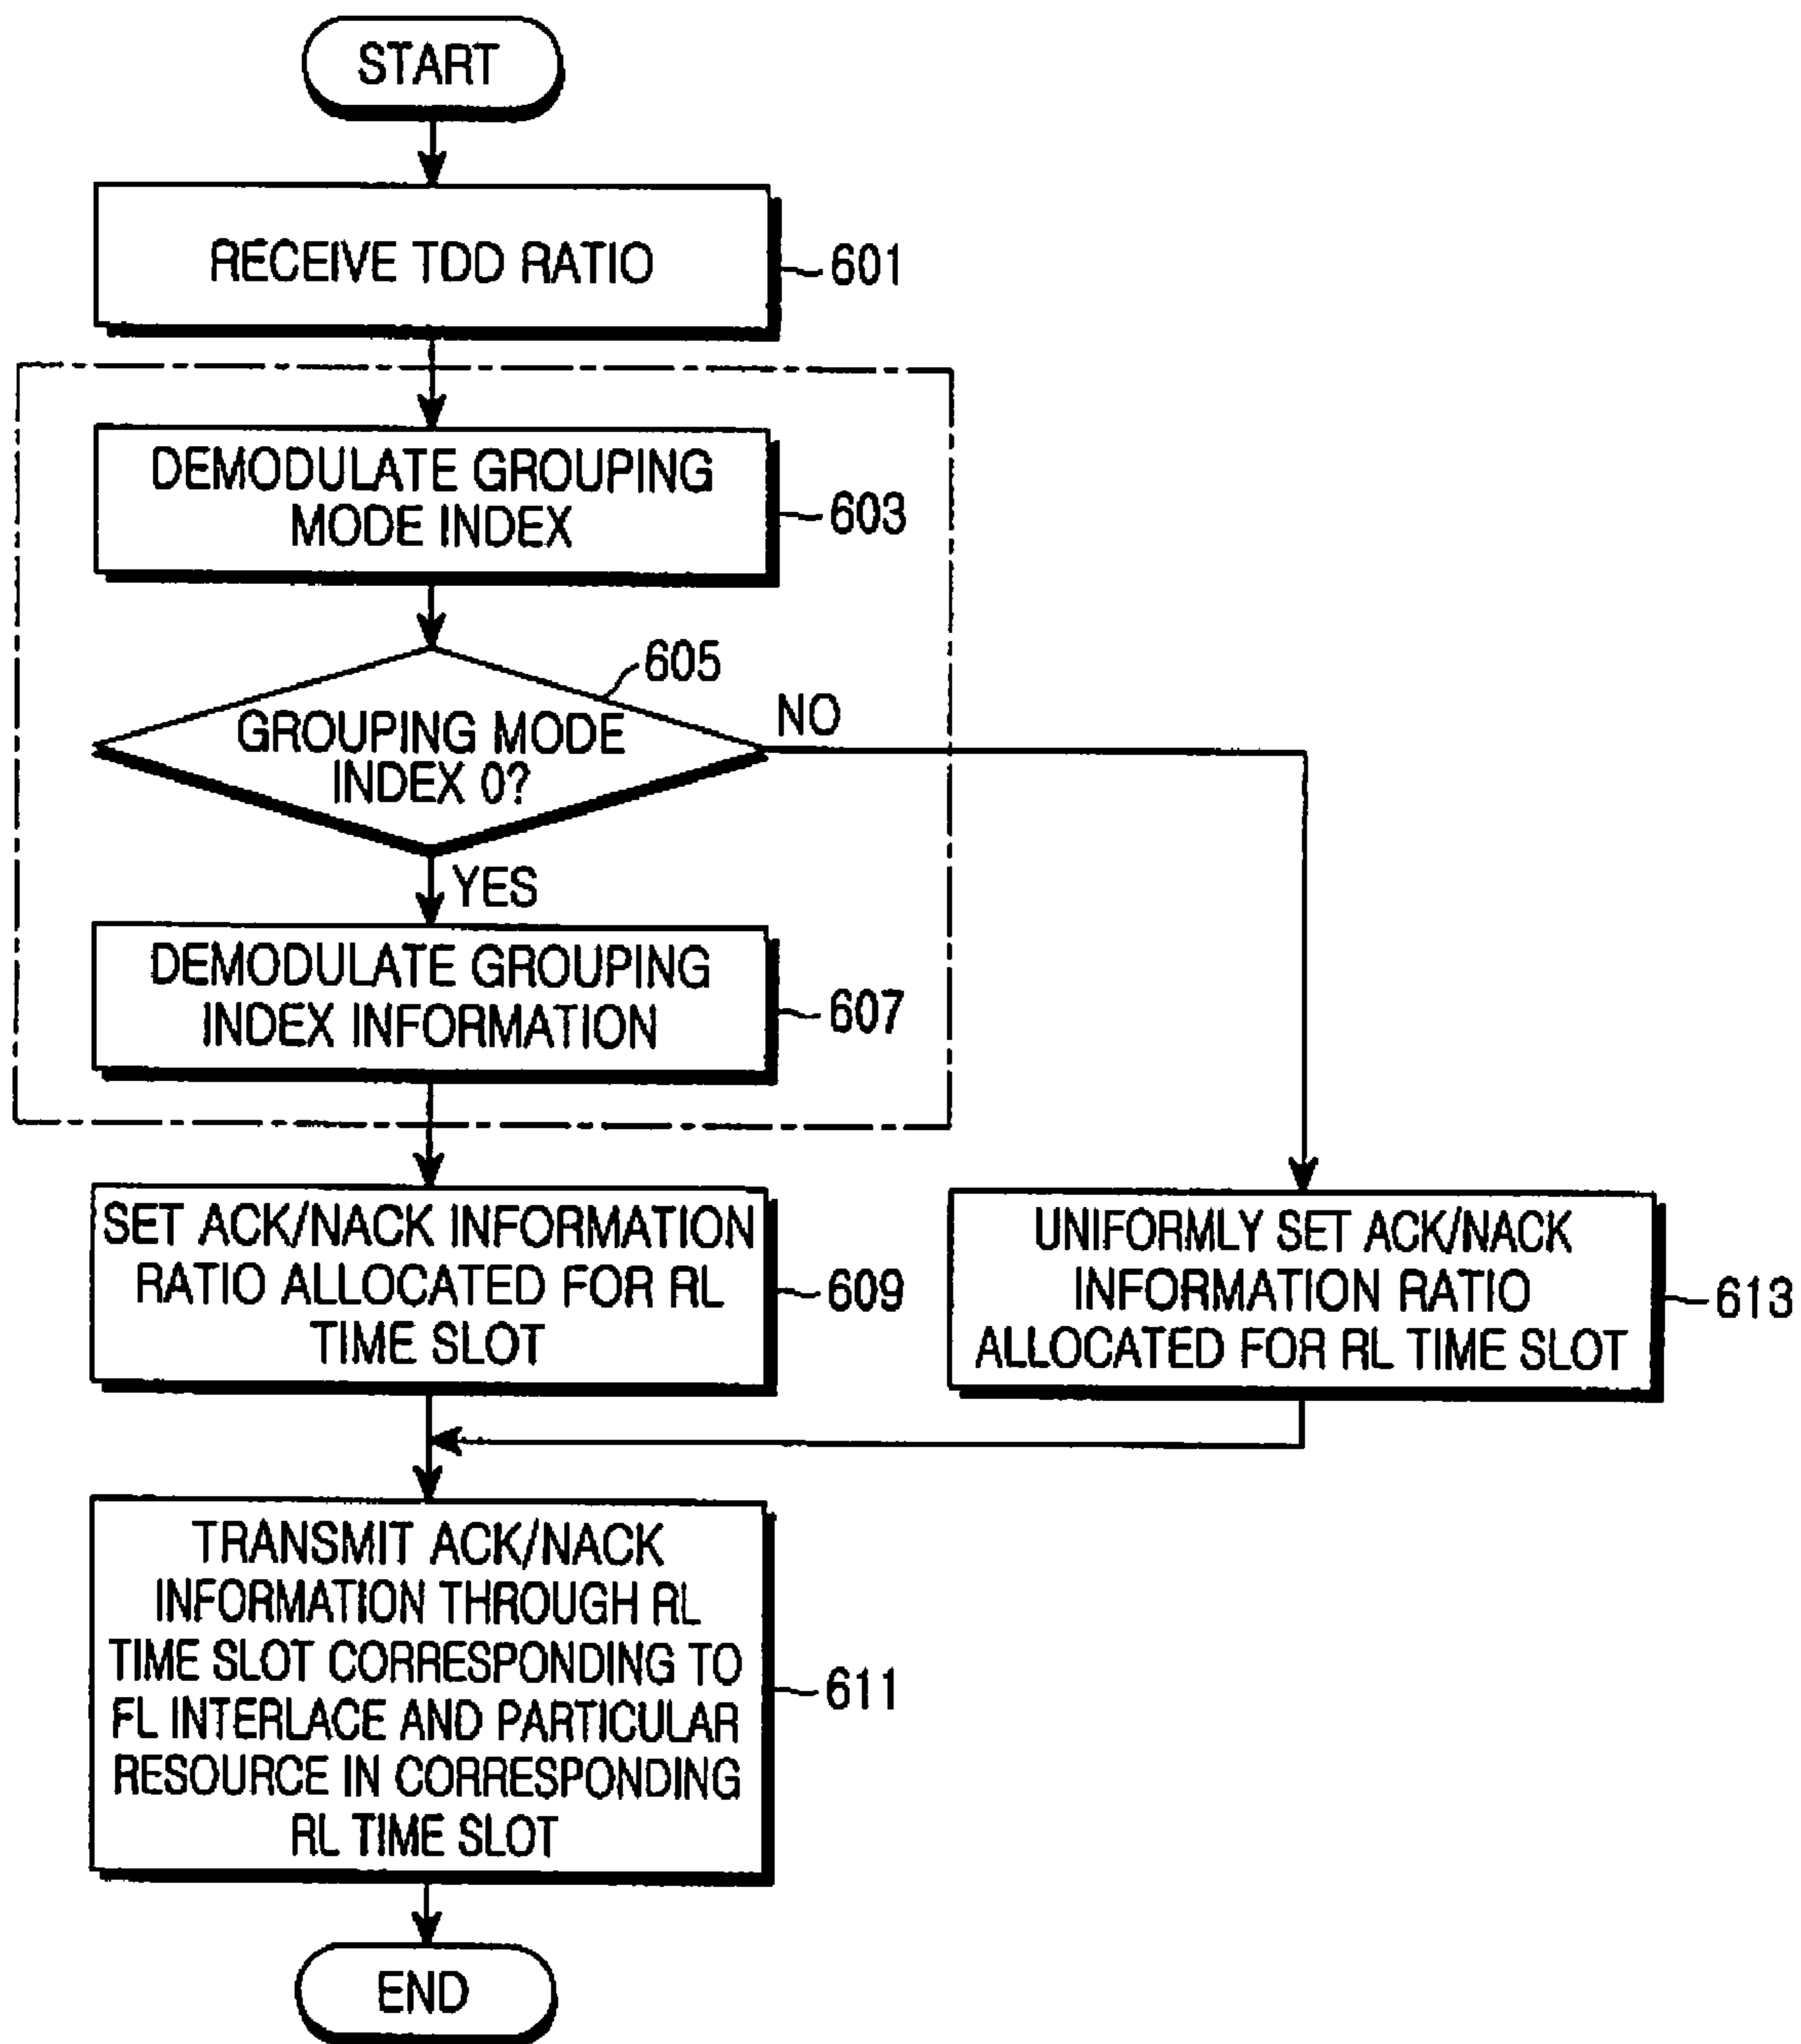 START
RECEIVE TDD RATIO
601
DEMODULATE GROUPING
MODE INDEX
603
605
GROUPING MODE
INDEX 0?
NO
YES
DEMODULATE GROUPING
INDEX INFORMATION
607
SET ACK/NACK INFORMATION
RATIO ALLOCATED FOR RL
TIME SLOT
609
UNIFORMLY SET ACK/NACK
INFORMATION RATIO
ALLOCATED FOR RL TIME SLOT
613
TRANSMIT ACK/NACK
INFORMATION THROUGH RL
TIME SLOT CORRESPONDING TO
FL INTERLACE AND PARTICULAR
RESOURCE IN CORRESPONDING
RL TIME SLOT
611
END